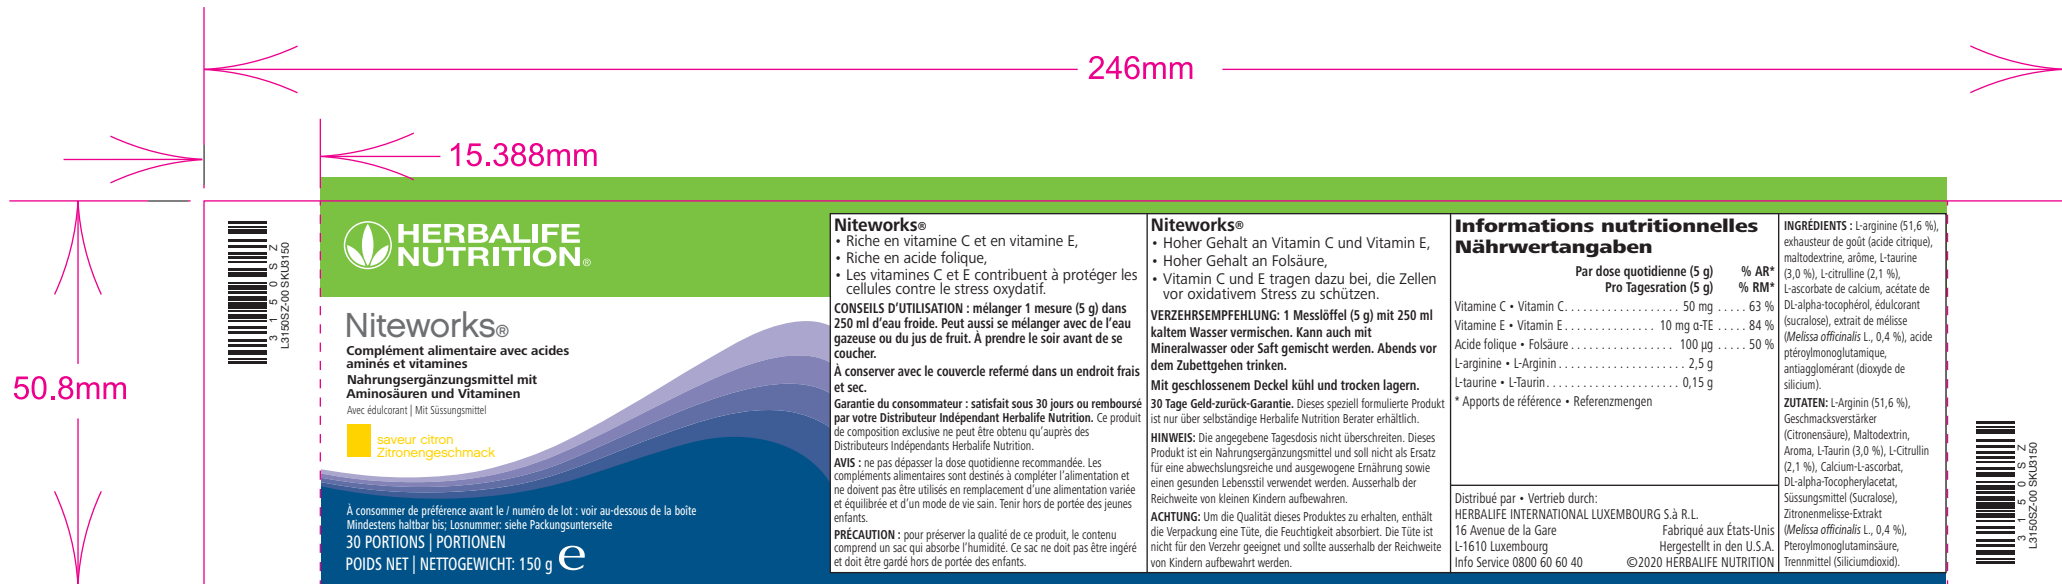 246mm
15.388mm
50.8mm
3150SZ
L3150SZ-00 SKU3150
HERBALIFE
NUTRITION®
Niteworks®
Complément alimentaire avec acides
aminés et vitamines
Nahrungsergänzungsmittel mit
Aminosäuren und Vitaminen
Avec édulcorant | Mit Süssungsmittel
saveur citron
Zitronengeschmack
À consommer de préférence avant le / numéro de lot : voir au-dessous de la boîte
Mindestens haltbar bis; Losnummer: siehe Packungsunterseite
30 PORTIONS | PORTIONEN
POIDS NET | NETTOGEWICHT: 150 g ℮
Niteworks®
• Riche en vitamine C et en vitamine E,
• Riche en acide folique,
• Les vitamines C et E contribuent à protéger les
cellules contre le stress oxydatif.
CONSEILS D’UTILISATION : mélanger 1 mesure (5 g) dans
250 ml d’eau froide. Peut aussi se mélanger avec de l’eau
gazeuse ou du jus de fruit. À prendre le soir avant de se
coucher.
À conserver avec le couvercle refermé dans un endroit frais
et sec.
Garantie du consommateur : satisfait sous 30 jours ou remboursé
par votre Distributeur Indépendant Herbalife Nutrition. Ce produit
de composition exclusive ne peut être obtenu qu’auprès des
Distributeurs Indépendants Herbalife Nutrition.
AVIS : ne pas dépasser la dose quotidienne recommandée. Les
compléments alimentaires sont destinés à compléter l’alimentation et
ne doivent pas être utilisés en remplacement d’une alimentation variée
et équilibrée et d’un mode de vie sain. Tenir hors de portée des jeunes
enfants.
PRÉCAUTION : pour préserver la qualité de ce produit, le contenu
comprend un sac qui absorbe l’humidité. Ce sac ne doit pas être ingéré
et doit être gardé hors de portée des enfants.
Niteworks®
• Hoher Gehalt an Vitamin C und Vitamin E,
• Hoher Gehalt an Folsäure,
• Vitamin C und E tragen dazu bei, die Zellen
vor oxidativem Stress zu schützen.
VERZEHRSEMPFEHLUNG: 1 Messlöffel (5 g) mit 250 ml
kaltem Wasser vermischen. Kann auch mit
Mineralwasser oder Saft gemischt werden. Abends vor
dem Zubettgehen trinken.
Mit geschlossenem Deckel kühl und trocken lagern.
30 Tage Geld-zurück-Garantie. Dieses speziell formulierte Produkt
ist nur über selbständige Herbalife Nutrition Berater erhältlich.
HINWEIS: Die angegebene Tagesdosis nicht überschreiten. Dieses
Produkt ist ein Nahrungsergänzungsmittel und soll nicht als Ersatz
für eine abwechslungsreiche und ausgewogene Ernährung sowie
einen gesunden Lebensstil verwendet werden. Ausserhalb der
Reichweite von kleinen Kindern aufbewahren.
ACHTUNG: Um die Qualität dieses Produktes zu erhalten, enthält
die Verpackung eine Tüte, die Feuchtigkeit absorbiert. Die Tüte ist
nicht für den Verzehr geeignet und sollte ausserhalb der Reichweite
von Kindern aufbewahrt werden.
Informations nutritionnelles
Nährwertangaben
Par dose quotidienne (5 g) % AR*
Pro Tagesration (5 g) % RM*
Vitamine C • Vitamin C. . . . . . . . . . . . . . . . . . . 50 mg . . . . . 63 %
Vitamine E • Vitamin E . . . . . . . . . . . . . . . 10 mg α-TE . . . . . 84 %
Acide folique • Folsäure . . . . . . . . . . . . . . . . . 100 µg . . . . . 50 %
L-arginine • L-Arginin . . . . . . . . . . . . . . . . . . . . . 2,5 g
L-taurine • L-Taurin. . . . . . . . . . . . . . . . . . . . . . 0,15 g
* Apports de référence • Referenzmengen
Distribué par • Vertrieb durch:
HERBALIFE INTERNATIONAL LUXEMBOURG S.à R.L.
16 Avenue de la Gare Fabriqué aux États-Unis
L-1610 Luxembourg Hergestellt in den U.S.A.
Info Service 0800 60 60 40 ©2020 HERBALIFE NUTRITION
INGRÉDIENTS : L-arginine (51,6 %),
exhausteur de goût (acide citrique),
maltodextrine, arôme, L-taurine
(3,0 %), L-citrulline (2,1 %),
L-ascorbate de calcium, acétate de
DL-alpha-tocophérol, édulcorant
(sucralose), extrait de mélisse
(Melissa officinalis L., 0,4 %), acide
ptéroylmonoglutamique,
antiagglomérant (dioxyde de
silicium).
ZUTATEN: L-Arginin (51,6 %),
Geschmacksverstärker
(Citronensäure), Maltodextrin,
Aroma, L-Taurin (3,0 %), L-Citrullin
(2,1 %), Calcium-L-ascorbat,
DL-alpha-Tocopherylacetat,
Süssungsmittel (Sucralose),
Zitronenmelisse-Extrakt
(Melissa officinalis L., 0,4 %),
Pteroylmonoglutaminsäure,
Trennmittel (Siliciumdioxid).
3150SZ
L3150SZ-00 SKU3150